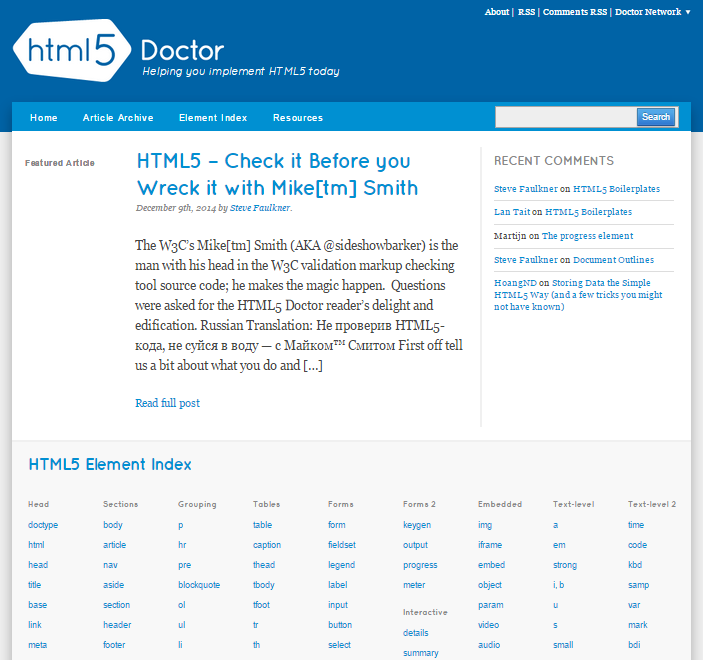 About | RSS | Comments RSS | Doctor Network ▼
html5 Doctor
Helping you implement HTML5 today
Home Article Archive Element Index Resources Search
Featured Article
HTML5 – Check it Before you
Wreck it with Mike[tm] Smith
December 9th, 2014 by Steve Faulkner.
The W3C's Mike[tm] Smith (AKA @sideshowbarker) is the
man with his head in the W3C validation markup checking
tool source code; he makes the magic happen. Questions
were asked for the HTML5 Doctor reader's delight and
edification. Russian Translation: Не проверив HTML5-
кода, не суйся в воду — с Майком™ Смитом First off tell
us a bit about what you do and [...]
Read full post
RECENT COMMENTS
Steve Faulkner on HTML5 Boilerplates
Lan Tait on HTML5 Boilerplates
Martijn on The progress element
Steve Faulkner on Document Outlines
HoangND on Storing Data the Simple
HTML5 Way (and a few tricks you might
not have known)
HTML5 Element Index
Head Sections Grouping Tables Forms Forms 2 Embedded Text-level Text-level 2
doctype body p table form keygen img a time
html article hr caption fieldset output iframe em code
head nav pre thead legend progress embed strong kbd
title aside blockquote tbody label meter object i, b samp
base section ol tfoot input param u var
Interactive
link header ul tr button video s mark
details
meta footer li th select audio small bdi
summary